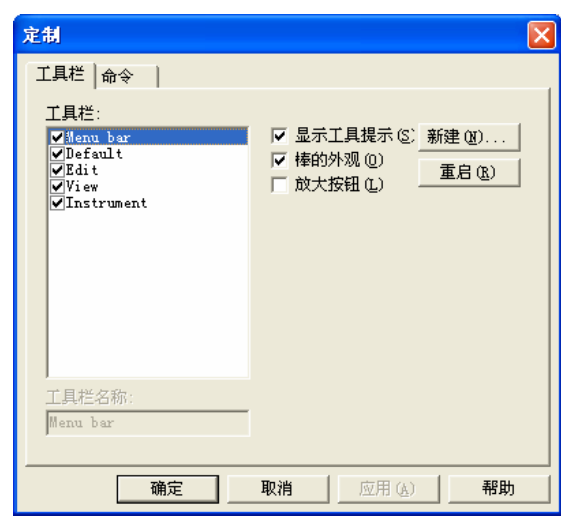 定制
工具栏
命令
工具栏:
Menu bar
Default
Edit
View
Instrument
显示工具提示(S)
棒的外观(O)
放大按钮(L)
新建(N)...
重启(R)
工具栏名称:
Menu bar
确定
取消
应用(A)
帮助